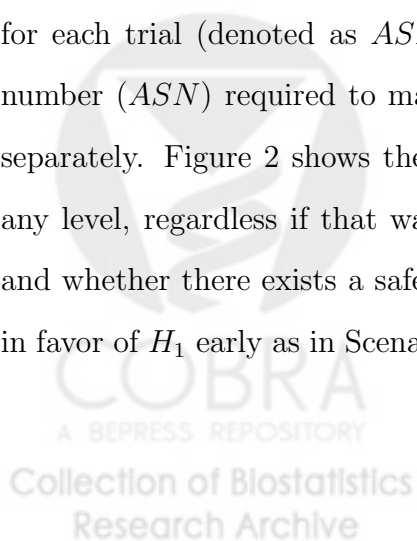 for each trial (denoted as AS
number (ASN) required to ma
separately. Figure 2 shows the
any level, regardless if that wa
and whether there exists a safe
in favor of H₁ early as in Scena
COBRA
A BEPRESS REPOSITORY
Collection of Biostatistics
Research Archive